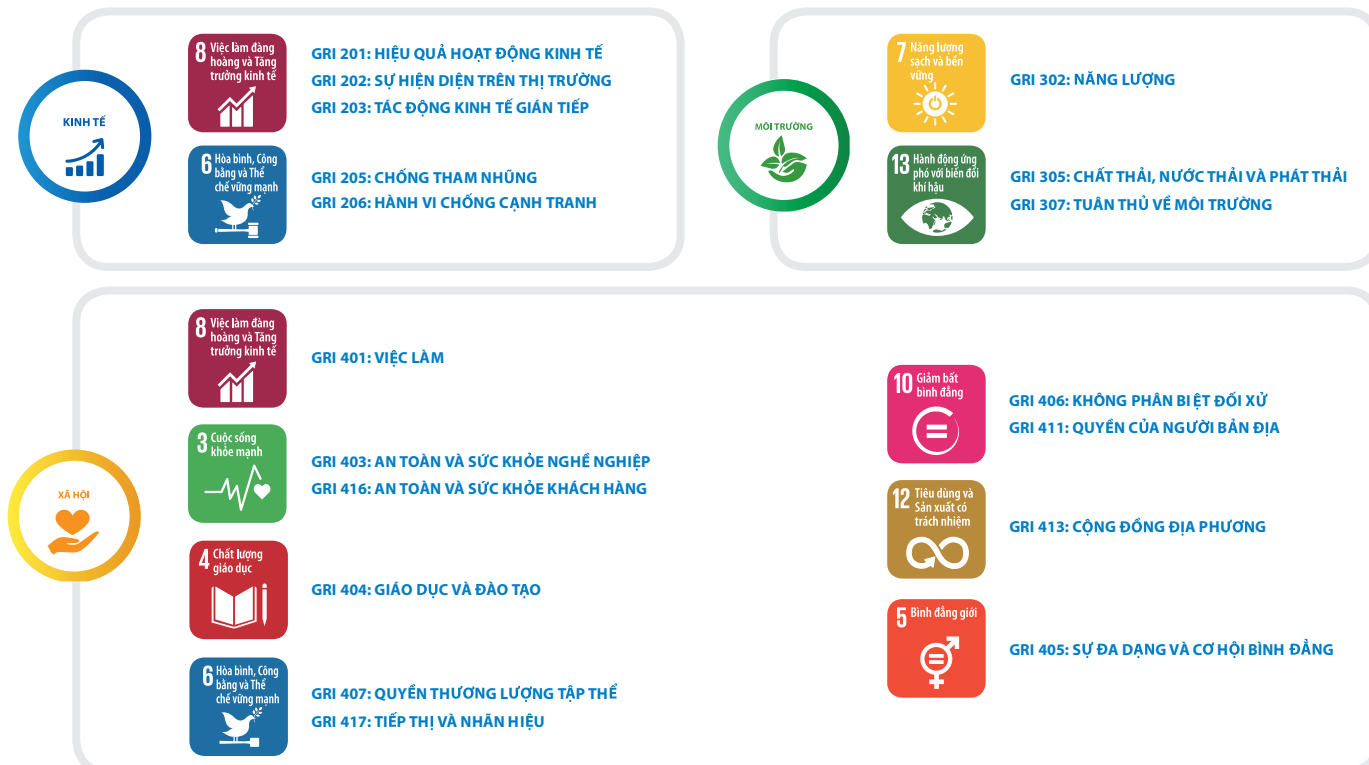 KINH TẾ
8 Việc làm đàng
hoàng và Tăng
trưởng kinh tế
GRI 201: HIỆU QUẢ HOẠT ĐỘNG KINH TẾ
GRI 202: SỰ HIỆN DIỆN TRÊN THỊ TRƯỜNG
GRI 203: TÁC ĐỘNG KINH TẾ GIÁN TIẾP
6 Hòa bình, Công
bằng và Thể
chế vững mạnh
GRI 205: CHỐNG THAM NHŨNG
GRI 206: HÀNH VI CHỐNG CẠNH TRANH
MÔI TRƯỜNG
7 Năng lượng
sạch và bền
vững
GRI 302: NĂNG LƯỢNG
13 Hành động ứng
phó với biến đổi
khí hậu
GRI 305: CHẤT THẢI, NƯỚC THẢI VÀ PHÁT THẢI
GRI 307: TUÂN THỦ VỀ MÔI TRƯỜNG
XÃ HỘI
8 Việc làm đàng
hoàng và Tăng
trưởng kinh tế
GRI 401: VIỆC LÀM
3 Cuộc sống
khỏe mạnh
GRI 403: AN TOÀN VÀ SỨC KHỎE NGHỀ NGHIỆP
GRI 416: AN TOÀN VÀ SỨC KHỎE KHÁCH HÀNG
4 Chất lượng
giáo dục
GRI 404: GIÁO DỤC VÀ ĐÀO TẠO
6 Hòa bình, Công
bằng và Thể
chế vững mạnh
GRI 407: QUYỀN THƯƠNG LƯỢNG TẬP THỂ
GRI 417: TIẾP THỊ VÀ NHÃN HIỆU
10 Giảm bất
bình đẳng
GRI 406: KHÔNG PHÂN BIỆT ĐỐI XỬ
GRI 411: QUYỀN CỦA NGƯỜI BẢN ĐỊA
12 Tiêu dùng và
Sản xuất có
trách nhiệm
GRI 413: CỘNG ĐỒNG ĐỊA PHƯƠNG
5 Bình đẳng giới
GRI 405: SỰ ĐA DẠNG VÀ CƠ HỘI BÌNH ĐẲNG